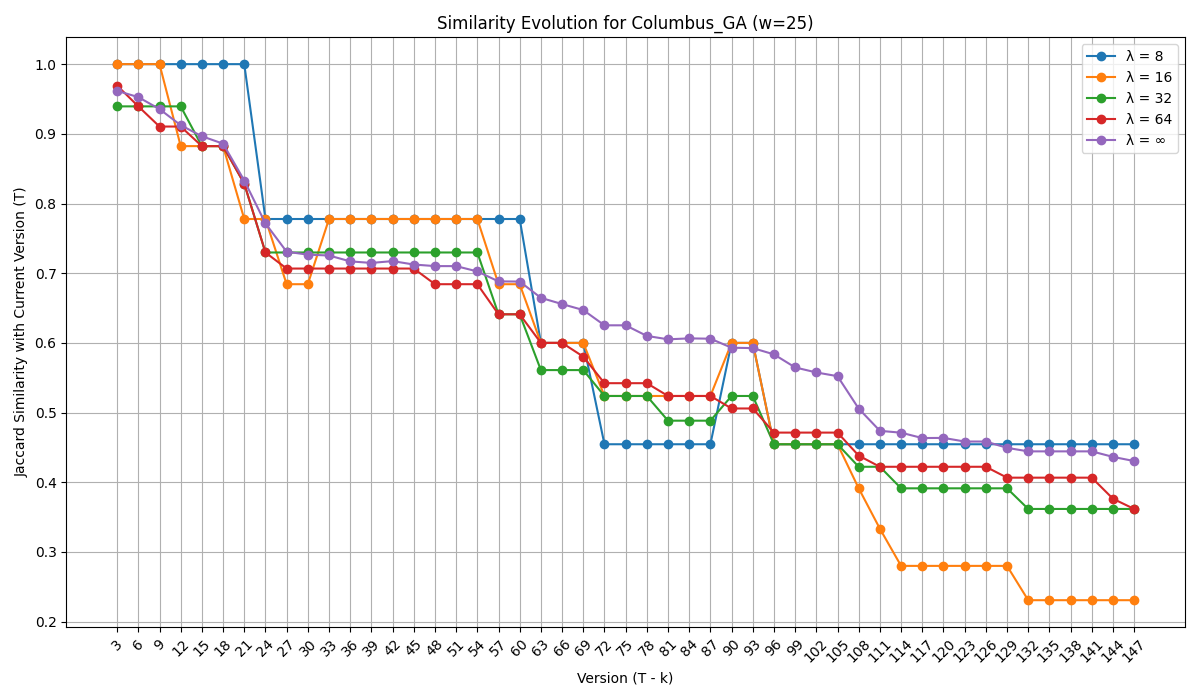 Similarity Evolution for Columbus_GA (w=25)
λ = 8
λ = 16
λ = 32
λ = 64
λ = ∞
Jaccard Similarity with Current Version (T)
1.0
0.9
0.8
0.7
0.6
0.5
0.4
0.3
0.2
3 6 9 12 15 18 21 24 27 30 33 36 39 42 45 48 51 54 57 60 63 66 69 72 75 78 81 84 87 90 93 96 99 102 105 108 111 114 117 120 123 126 129 132 135 138 141 144 147
Version (T - k)